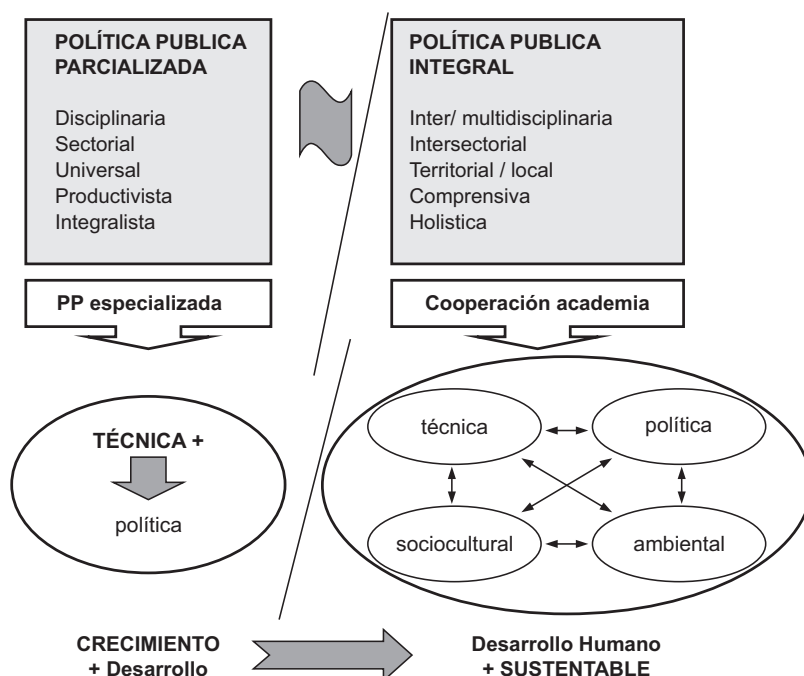 POLÍTICA PUBLICA
PARCIALIZADA
Disciplinaria
Sectorial
Universal
Productivista
Integralista
PP especializada
TÉCNICA +
política
CRECIMIENTO
+ Desarrollo
POLÍTICA PUBLICA
INTEGRAL
Inter/ multidisciplinaria
Intersectorial
Territorial / local
Comprensiva
Holistica
Cooperación academia
técnica
política
sociocultural
ambiental
Desarrollo Humano
+ SUSTENTABLE